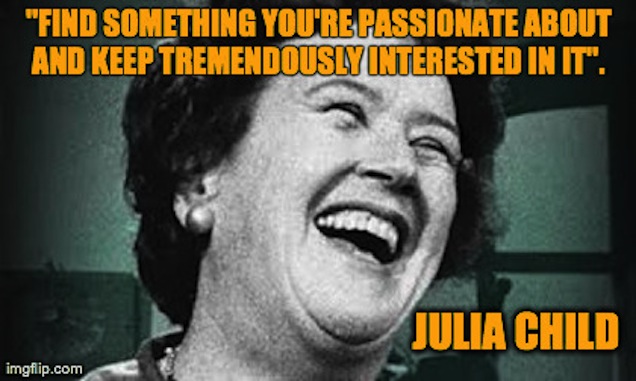 "FIND SOMETHING YOU'RE PASSIONATE ABOUT
AND KEEP TREMENDOUSLY INTERESTED IN IT".
JULIA CHILD
imgflip.com